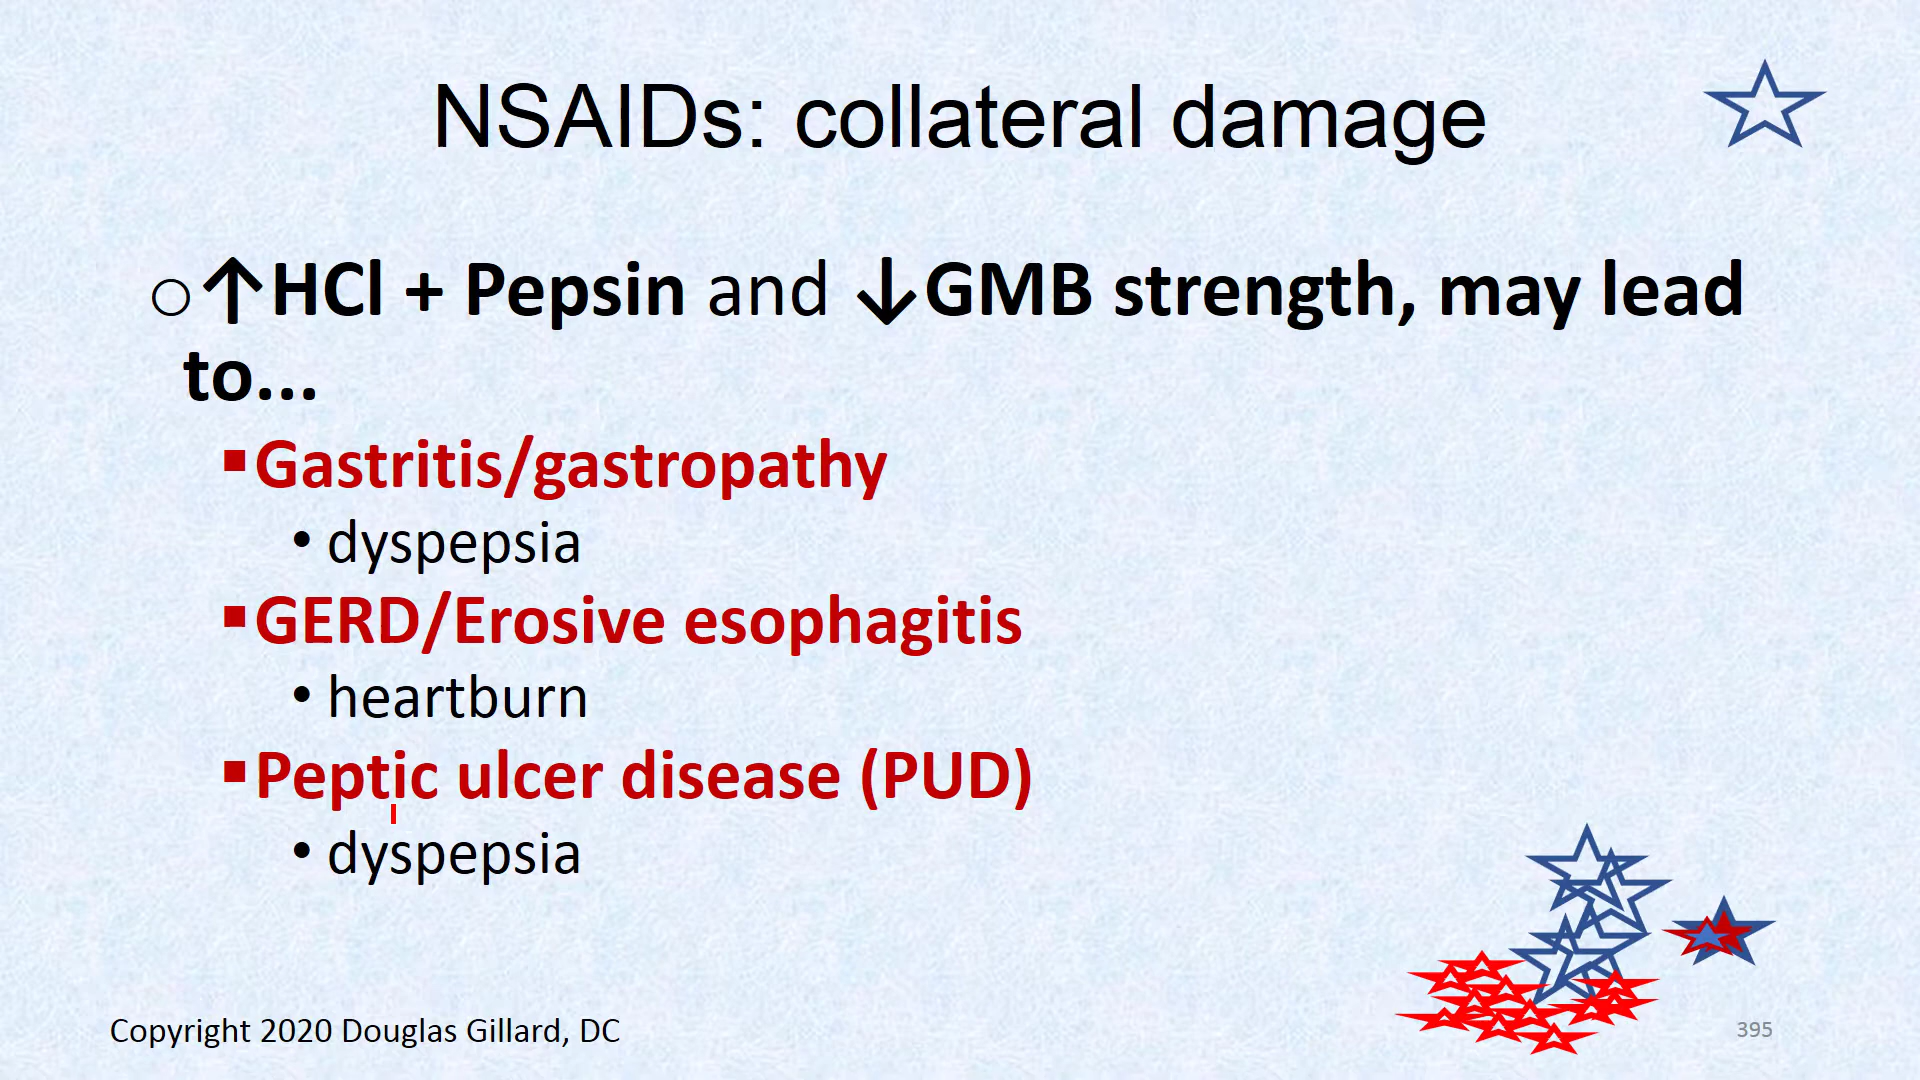 NSAIDs: collateral damage
o↑HCl + Pepsin and ↓GMB strength, may lead
to...
▪Gastritis/gastropathy
• dyspepsia
▪GERD/Erosive esophagitis
• heartburn
▪Peptic ulcer disease (PUD)
• dyspepsia
Copyright 2020 Douglas Gillard, DC
395